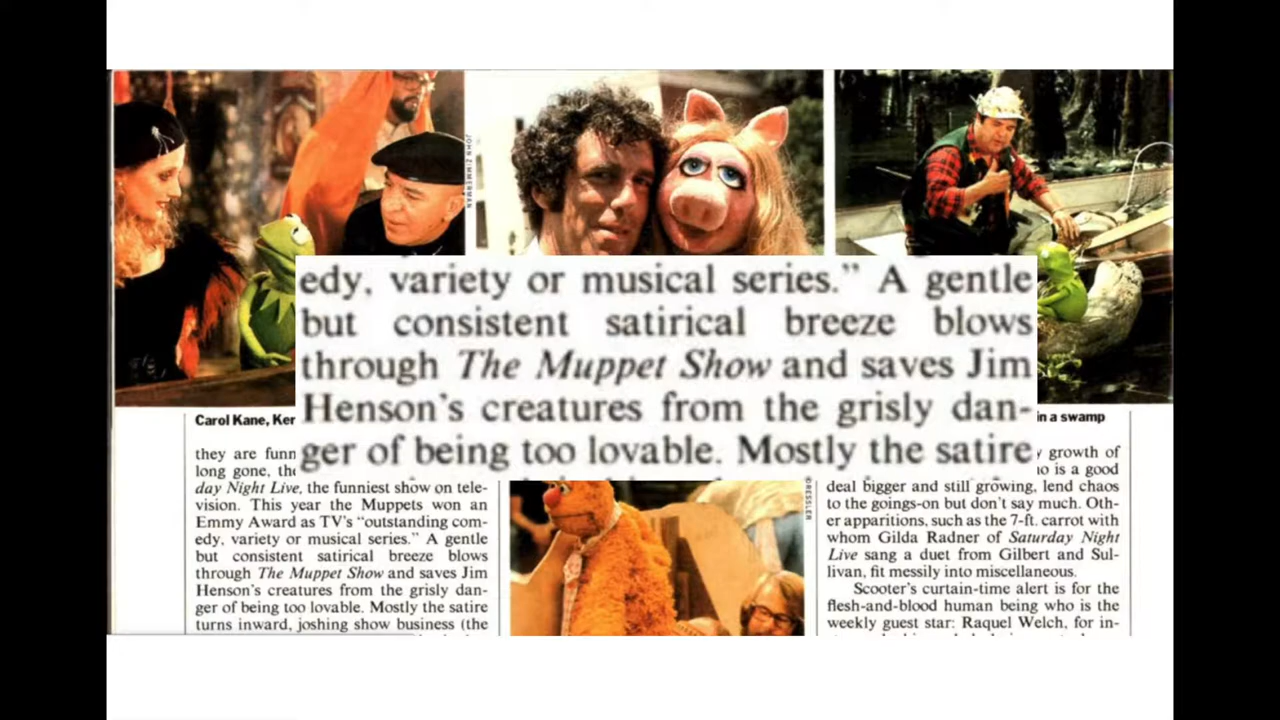 JOHN ZIMMERMAN
edy, variety or musical series.” A gentle
but consistent satirical breeze blows
through The Muppet Show and saves Jim
Henson’s creatures from the grisly dan-
ger of being too lovable. Mostly the satire
Carol Kane, Ker
in a swamp
they are funn
long gone, the
day Night Live, the funniest show on tele-
vision. This year the Muppets won an
Emmy Award as TV’s “outstanding com-
edy, variety or musical series.” A gentle
but consistent satirical breeze blows
through The Muppet Show and saves Jim
Henson’s creatures from the grisly dan-
ger of being too lovable. Mostly the satire
turns inward, joshing show business (the
©RESSLER
y growth of
o is a good
deal bigger and still growing, lend chaos
to the goings-on but don’t say much. Oth-
er apparitions, such as the 7-ft. carrot with
whom Gilda Radner of Saturday Night
Live sang a duet from Gilbert and Sul-
livan, fit messily into miscellaneous.
Scooter’s curtain-time alert is for the
flesh-and-blood human being who is the
weekly guest star: Raquel Welch, for in-